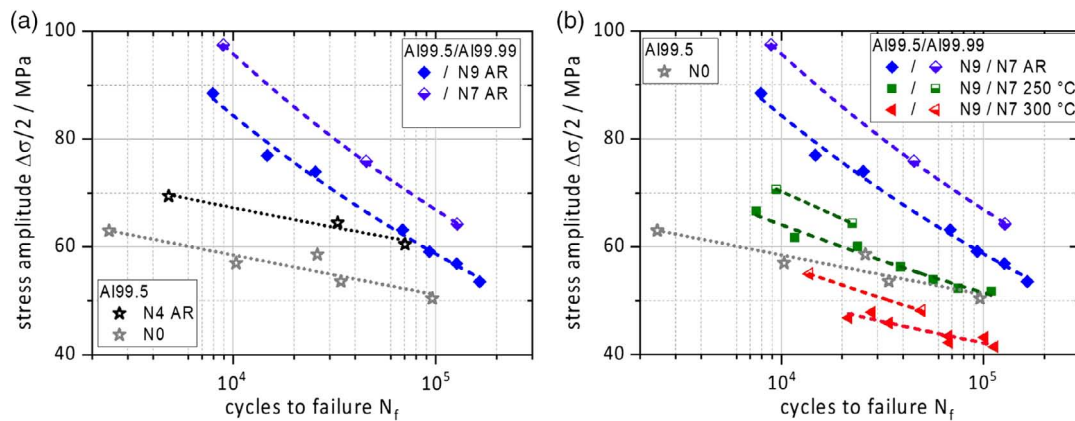 (a)
100
80
60
40
stress amplitude Δσ/2 / MPa
Al99.5/Al99.99
/ N9 AR
/ N7 AR
Al99.5
N4 AR
N0
10⁴
10⁵
cycles to failure Nf
(b)
100
80
60
40
stress amplitude Δσ/2 / MPa
Al99.5
N0
Al99.5/Al99.99
/ N9 / N7 AR
/ N9 / N7 250 °C
/ N9 / N7 300 °C
10⁴
10⁵
cycles to failure Nf